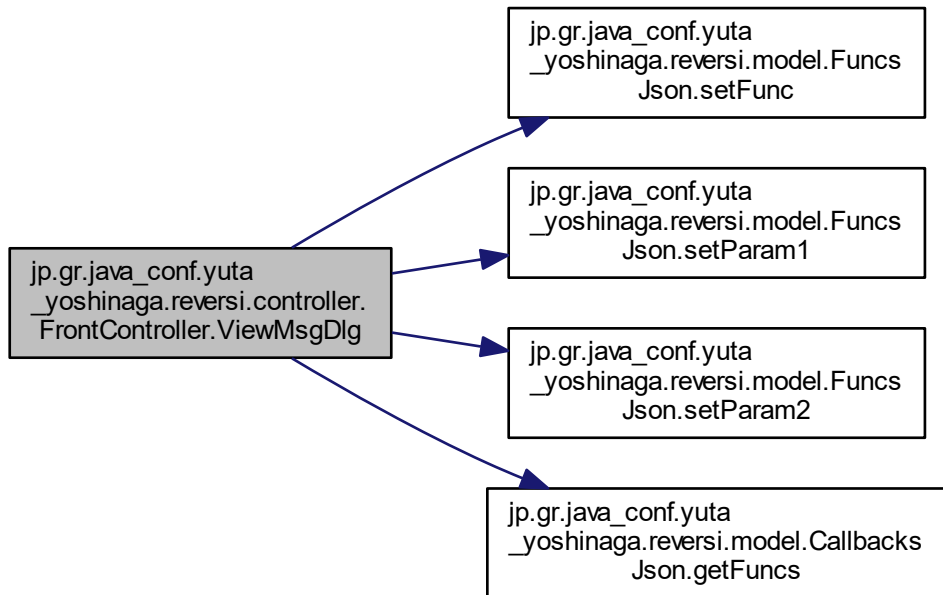 jp.gr.java_conf.yuta
_yoshinaga.reversi.controller.
FrontController.ViewMsgDlg
jp.gr.java_conf.yuta
_yoshinaga.reversi.model.Funcs
Json.setFunc
jp.gr.java_conf.yuta
_yoshinaga.reversi.model.Funcs
Json.setParam1
jp.gr.java_conf.yuta
_yoshinaga.reversi.model.Funcs
Json.setParam2
jp.gr.java_conf.yuta
_yoshinaga.reversi.model.Callbacks
Json.getFuncs